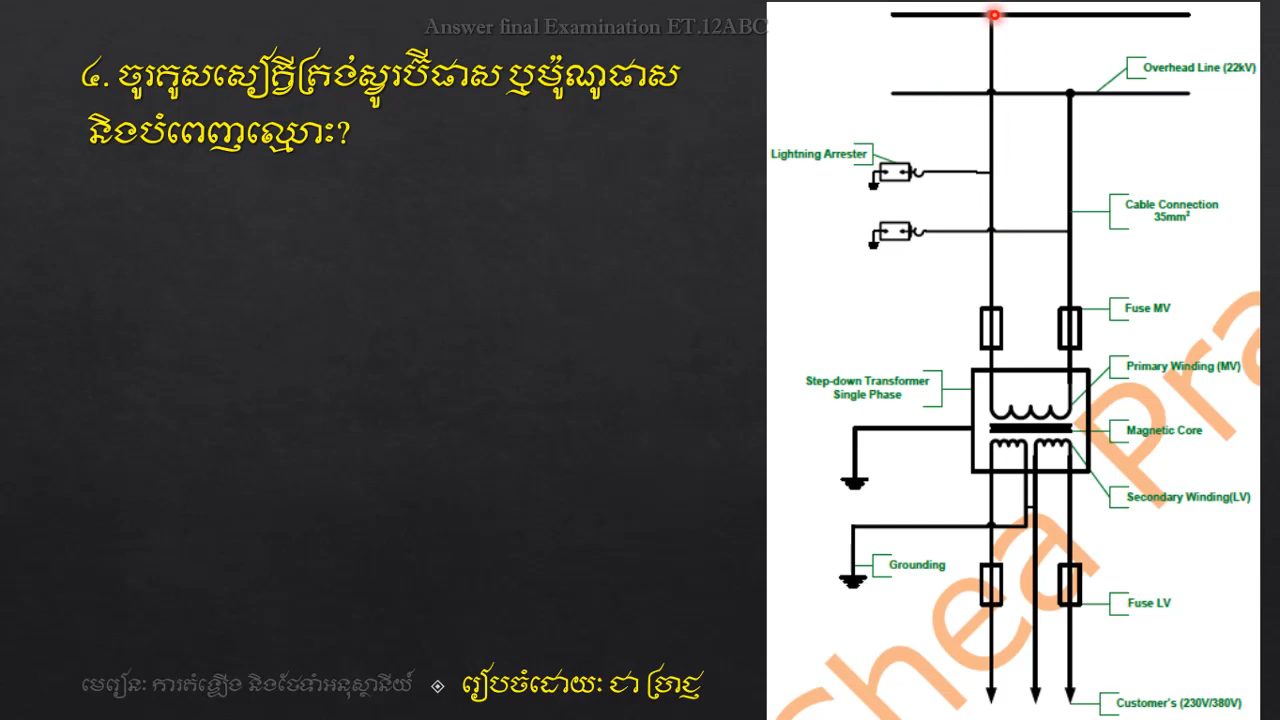 Answer final Examination ET.12ABC
៤. ចូរគូសសៀគ្វីត្រង់ស្វូរប៊ីផាស ឬម៉ូណូផាស
និងបំពេញឈ្មោះ?
Overhead Line (22kV)
Lightning Arrester
Cable Connection
35mm²
Fuse MV
Primary Winding (MV)
Step-down Transformer
Single Phase
Magnetic Core
Secondary Winding(LV)
Grounding
Fuse LV
Customer's (230V/380V)
មេរៀន: ការតំឡើង និងថែទាំអនុស្ថានីយ៍
រៀបចំដោយ: ជា ប្រាជ្ញ
Chea Pra